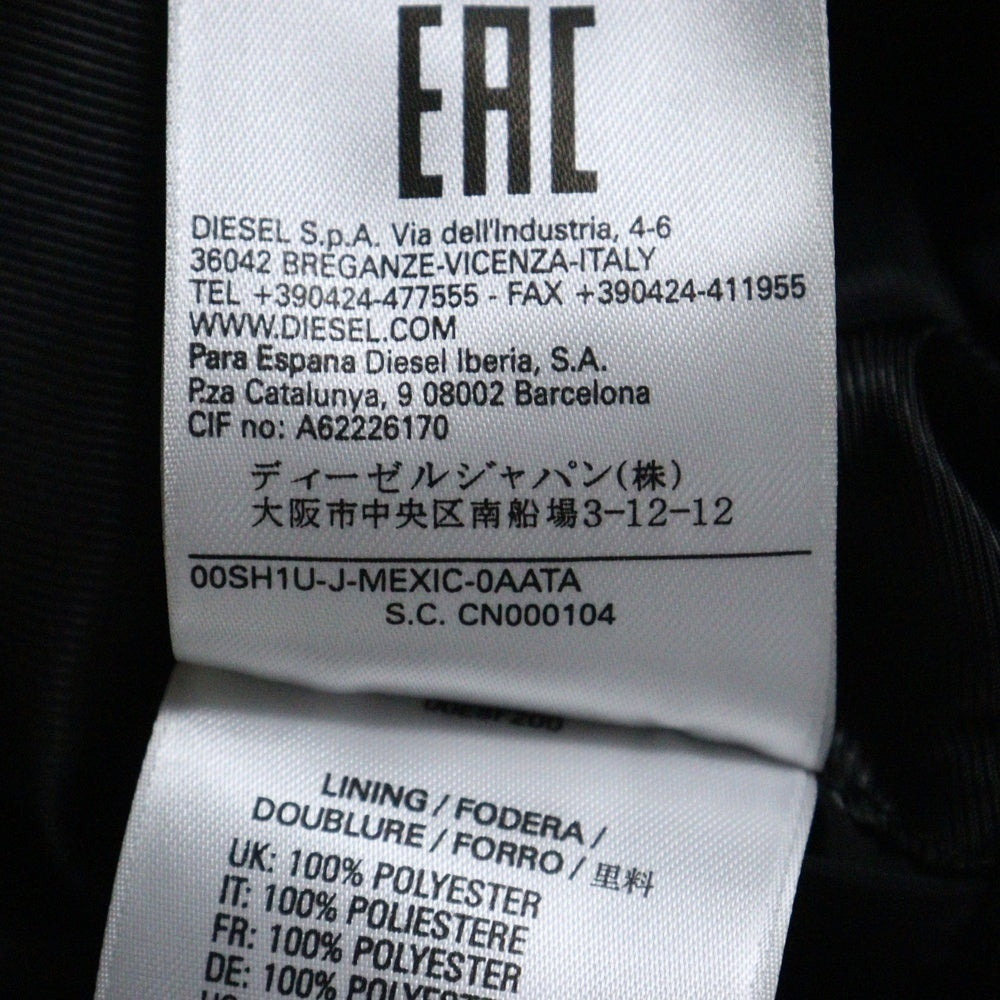 EAC
DIESEL S.p.A. Via dell'Industria, 4-6
36042 BREGANZE-VICENZA-ITALY
TEL +390424-477555 - FAX +390424-411955
WWW.DIESEL.COM
Para Espana Diesel Iberia, S.A.
P.za Catalunya, 9 08002 Barcelona
CIF no: A62226170
ディーゼルジャパン(株)
大阪市中央区南船場3-12-12
00SH1U-J-MEXIC-0AATA
S.C. CN000104
LINING / FODERA /
DOUBLURE / FORRO / 里料
UK: 100% POLYESTER
IT: 100% POLIESTERE
FR: 100% POLYESTER
DE: 100% POLYESTER